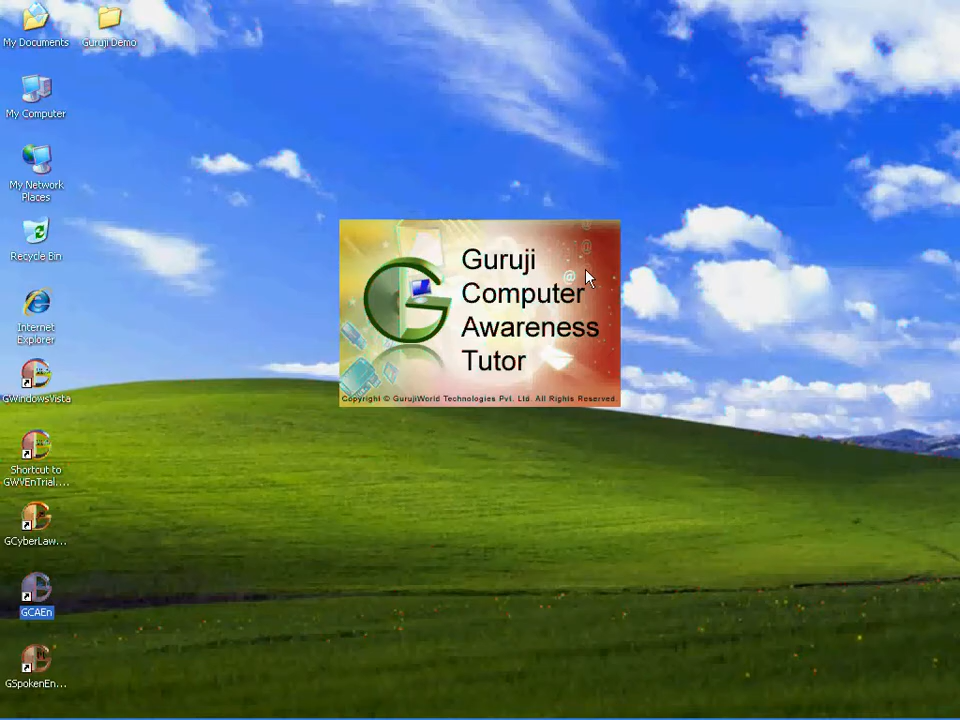 My Documents
Guruji Demo
My Computer
My Network
Places
Recycle Bin
Internet
Explorer
GWindowsVista
Shortcut to
GWVEnTrial....
GCyberLaw...
GCAEn
GSpokenEn...
Guruji
Computer
Awareness
Tutor
Copyright © GurujiWorld Technologies Pvt. Ltd. All Rights Reserved.